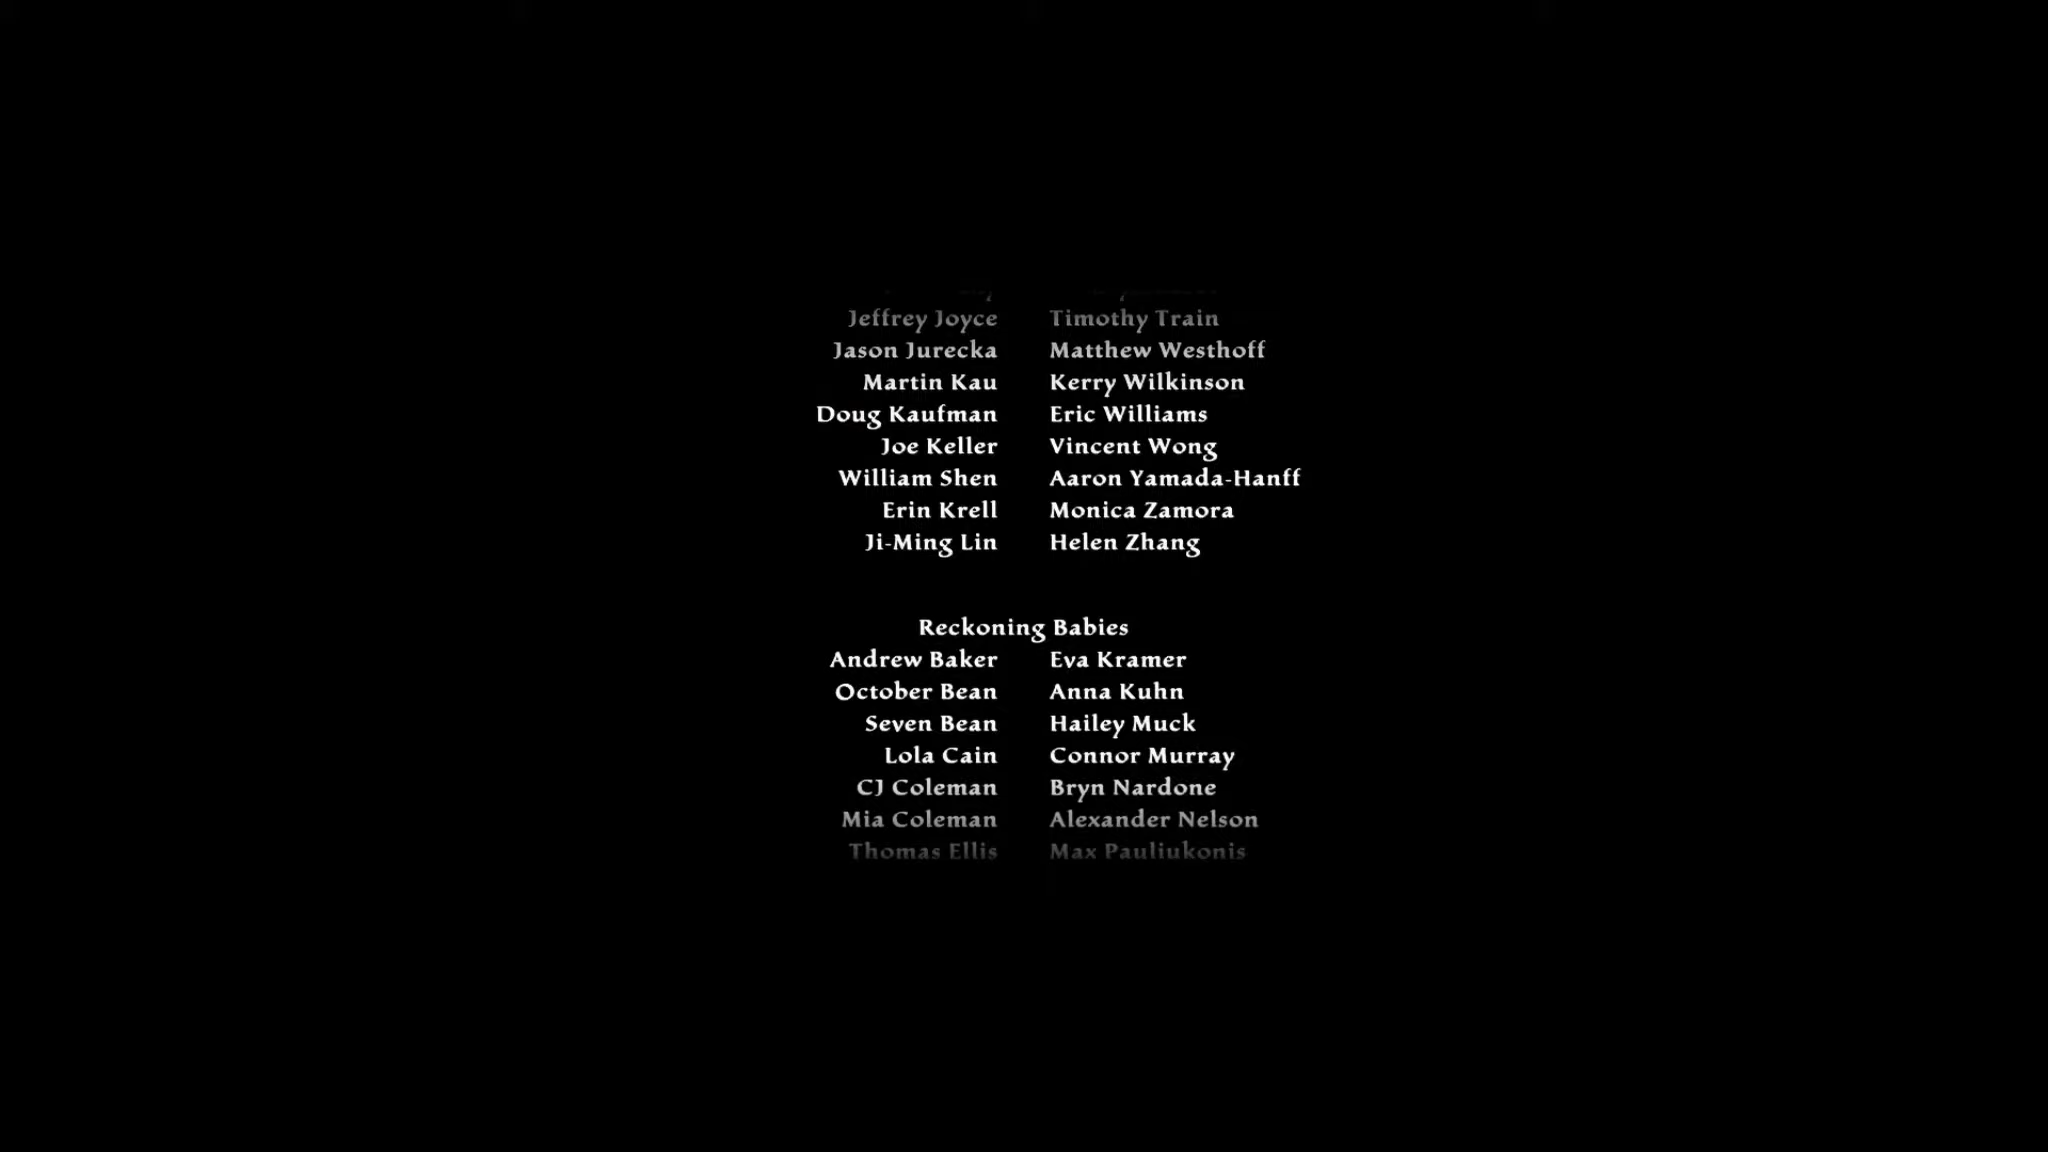 Jeffrey Joyce Timothy Train
Jason Jurecka Matthew Westhoff
Martin Kau Kerry Wilkinson
Doug Kaufman Eric Williams
Joe Keller Vincent Wong
William Shen Aaron Yamada-Hanff
Erin Krell Monica Zamora
Ji-Ming Lin Helen Zhang
Reckoning Babies
Andrew Baker Eva Kramer
October Bean Anna Kuhn
Seven Bean Hailey Muck
Lola Cain Connor Murray
CJ Coleman Bryn Nardone
Mia Coleman Alexander Nelson
Thomas Ellis Max Pauliukonis